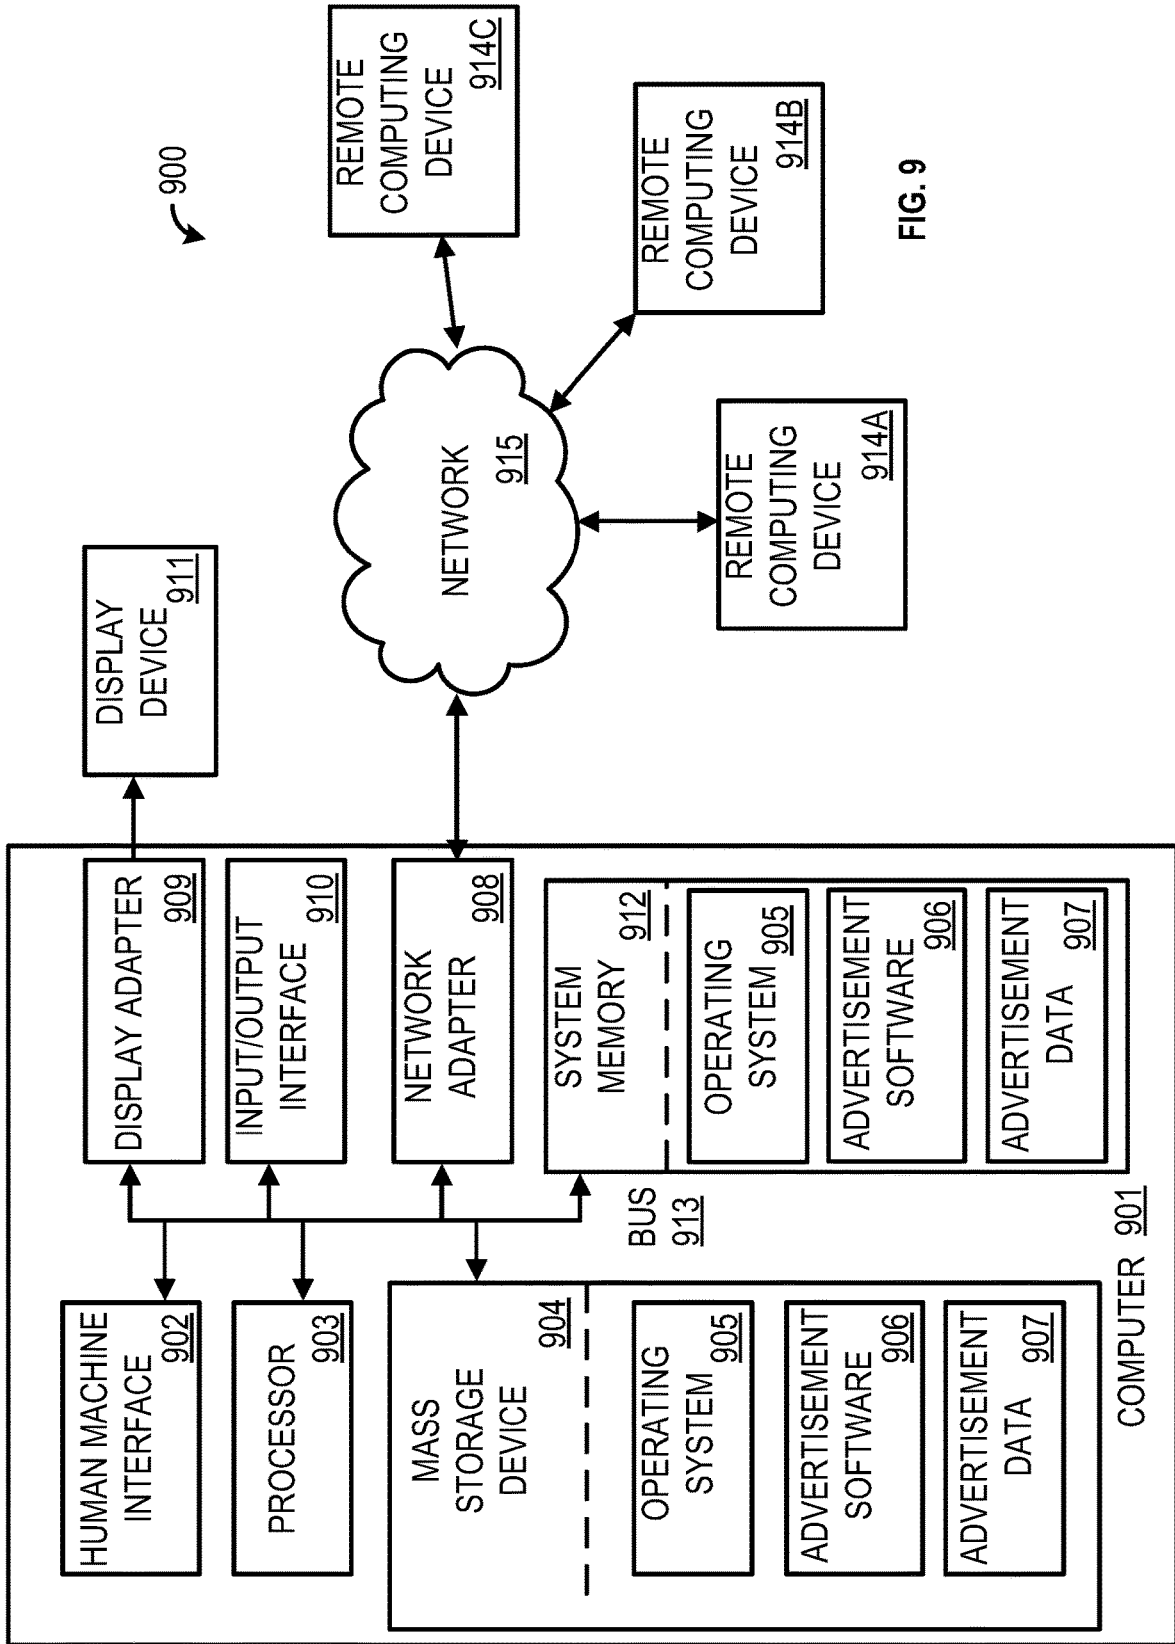 900
HUMAN MACHINE
INTERFACE
902
PROCESSOR
903
MASS
STORAGE
DEVICE
904
OPERATING
SYSTEM
905
ADVERTISEMENT
SOFTWARE
906
ADVERTISEMENT
DATA
907
DISPLAY ADAPTER
909
INPUT/OUTPUT
INTERFACE
910
NETWORK
ADAPTER
908
SYSTEM
MEMORY
912
OPERATING
SYSTEM
905
ADVERTISEMENT
SOFTWARE
906
ADVERTISEMENT
DATA
907
BUS
913
COMPUTER 901
DISPLAY
DEVICE
911
NETWORK
915
REMOTE
COMPUTING
DEVICE
914A
REMOTE
COMPUTING
DEVICE
914B
REMOTE
COMPUTING
DEVICE
914C
FIG. 9